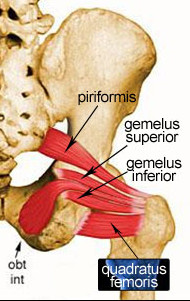 piriformis
gemelus
superior
gemelus
inferior
obt
int
quadratus
femoris